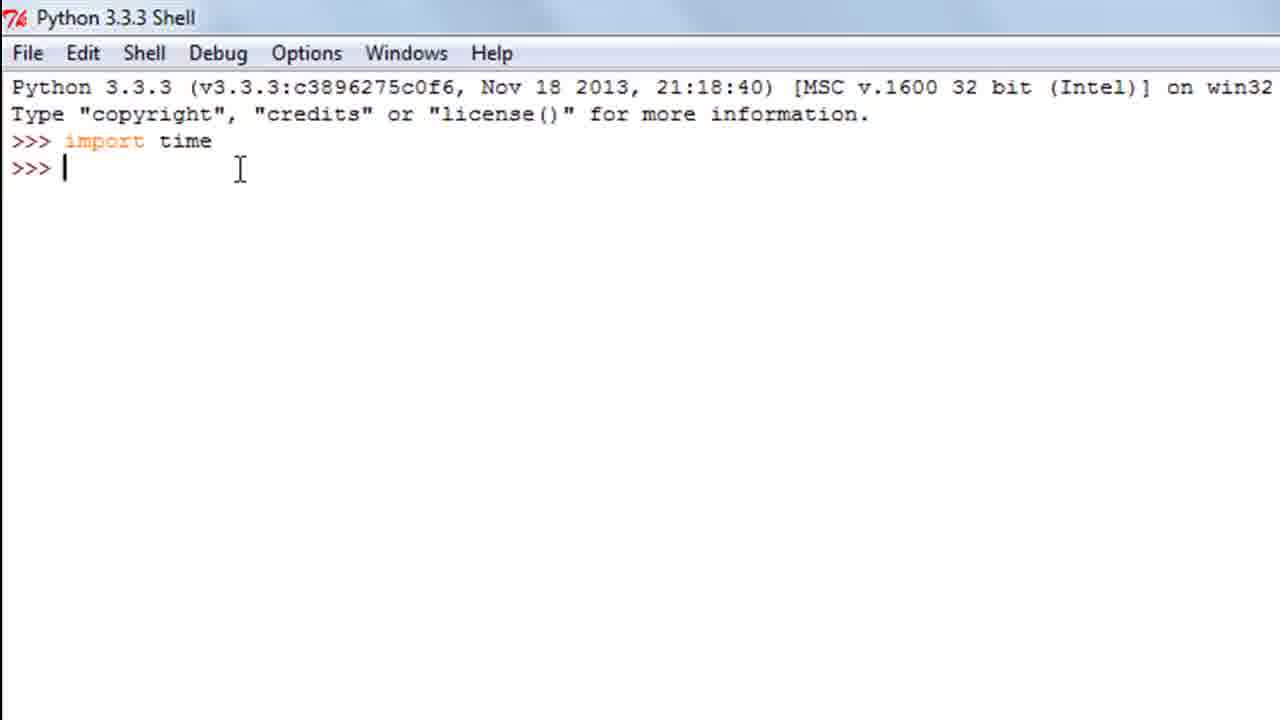 Python 3.3.3 Shell
File Edit Shell Debug Options Windows Help
Python 3.3.3 (v3.3.3:c3896275c0f6, Nov 18 2013, 21:18:40) [MSC v.1600 32 bit (Intel)] on win32
Type "copyright", "credits" or "license()" for more information.
>>> import time
>>>